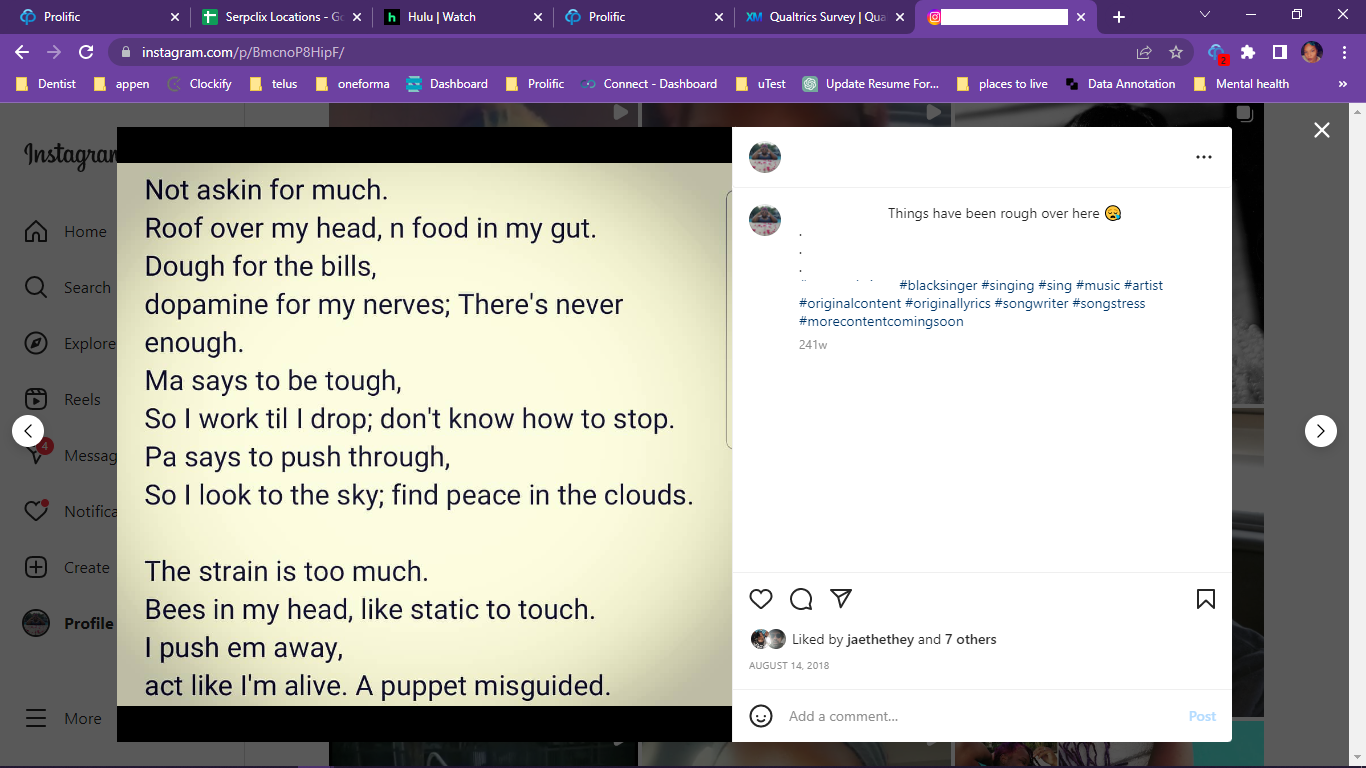 Prolific
Serpclix Locations - Go
Hulu | Watch
Prolific
Qualtrics Survey | Qua
instagram.com/p/BmcnoP8HipF/
2
Dentist
appen
Clockify
telus
oneforma
Dashboard
Prolific
Connect - Dashboard
uTest
Update Resume For...
places to live
Data Annotation
Mental health
»
Instagram
Home
Search
Explore
Reels
4
Messag
Notifica
Create
Profile
More
Not askin for much.
Roof over my head, n food in my gut.
Dough for the bills,
dopamine for my nerves; There's never
enough.
Ma says to be tough,
So I work til I drop; don't know how to stop.
Pa says to push through,
So I look to the sky; find peace in the clouds.
The strain is too much.
Bees in my head, like static to touch.
I push em away,
act like I'm alive. A puppet misguided.
Things have been rough over here 😪
.
.
.
#blacksinger #singing #sing #music #artist
#originalcontent #originallyrics #songwriter #songstress
#morecontentcomingsoon
241w
Liked by jaethethey and 7 others
AUGUST 14, 2018
Add a comment...
Post